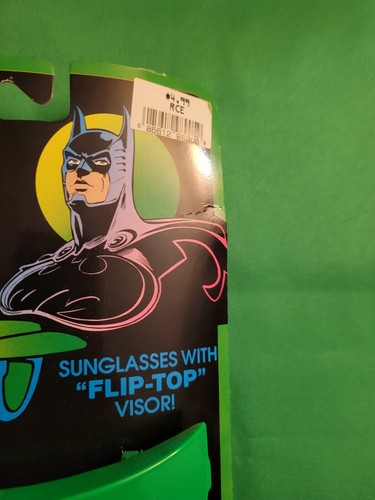 $4.99
RCE
SUNGLASSES WITH
"FLIP-TOP"
VISOR!